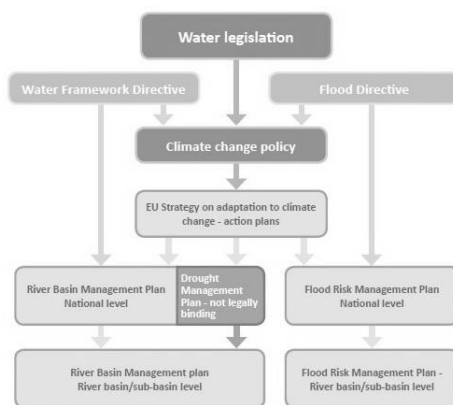 Water legislation
Water Framework Directive
Flood Directive
Climate change policy
EU Strategy on adaptation to climate
change - action plans
River Basin Management Plan
National level
Drought
Management
Plan - not legally
binding
Flood Risk Management Plan
National level
River Basin Management plan
River basin/sub-basin level
Flood Risk Management Plan -
River basin/sub-basin level